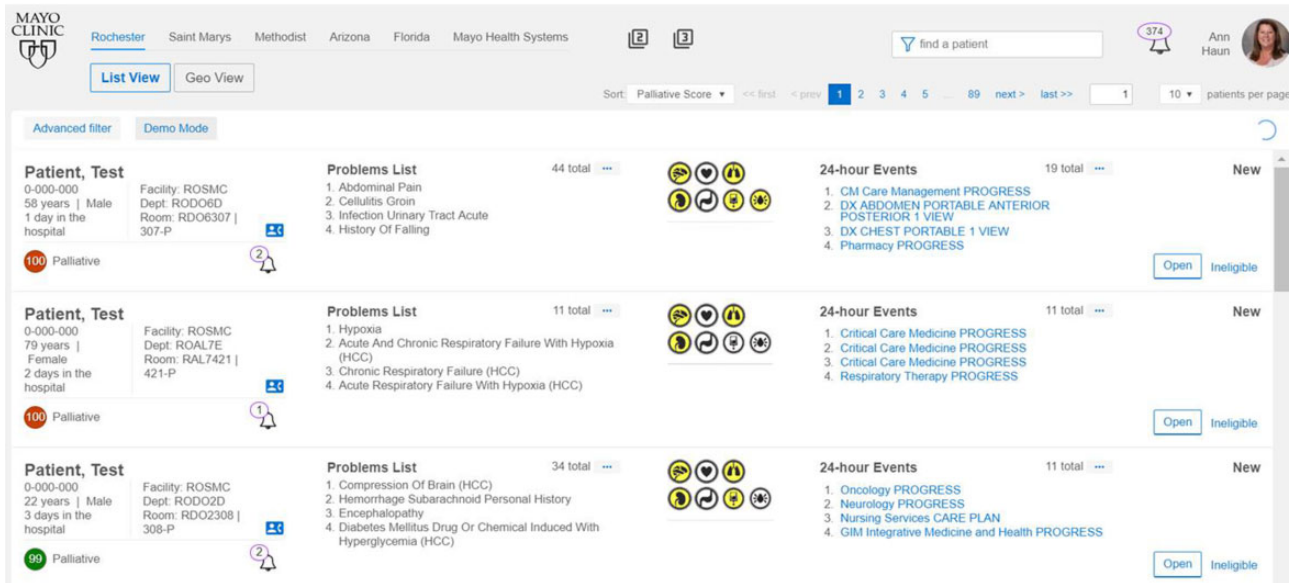 MAYO
CLINIC
Rochester Saint Marys Methodist Arizona Florida Mayo Health Systems 2 3 find a patient 374 Ann
Haun
List View Geo View
Sort: Palliative Score << first < prev 1 2 3 4 5 ... 89 next > last >> 1 10 patients per page
Advanced filter Demo Mode
Patient, Test
0-000-000
58 years | Male
1 day in the
hospital
Facility: ROSMC
Dept: RODO6D
Room: RDO6307 |
307-P
100 Palliative 2
Problems List 44 total ...
1. Abdominal Pain
2. Cellulitis Groin
3. Infection Urinary Tract Acute
4. History Of Falling
24-hour Events 19 total ...
1. CM Care Management PROGRESS
2. DX ABDOMEN PORTABLE ANTERIOR
POSTERIOR 1 VIEW
3. DX CHEST PORTABLE 1 VIEW
4. Pharmacy PROGRESS
New
Open Ineligible
Patient, Test
0-000-000
79 years |
Female
2 days in the
hospital
Facility: ROSMC
Dept: ROAL7E
Room: RAL7421 |
421-P
100 Palliative 1
Problems List 11 total ...
1. Hypoxia
2. Acute And Chronic Respiratory Failure With Hypoxia
(HCC)
3. Chronic Respiratory Failure (HCC)
4. Acute Respiratory Failure With Hypoxia (HCC)
24-hour Events 11 total ...
1. Critical Care Medicine PROGRESS
2. Critical Care Medicine PROGRESS
3. Critical Care Medicine PROGRESS
4. Respiratory Therapy PROGRESS
New
Open Ineligible
Patient, Test
0-000-000
22 years | Male
3 days in the
hospital
Facility: ROSMC
Dept: RODO2D
Room: RDO2308 |
308-P
99 Palliative 2
Problems List 34 total ...
1. Compression Of Brain (HCC)
2. Hemorrhage Subarachnoid Personal History
3. Encephalopathy
4. Diabetes Mellitus Drug Or Chemical Induced With
Hyperglycemia (HCC)
24-hour Events 11 total ...
1. Oncology PROGRESS
2. Neurology PROGRESS
3. Nursing Services CARE PLAN
4. GIM Integrative Medicine and Health PROGRESS
New
Open Ineligible